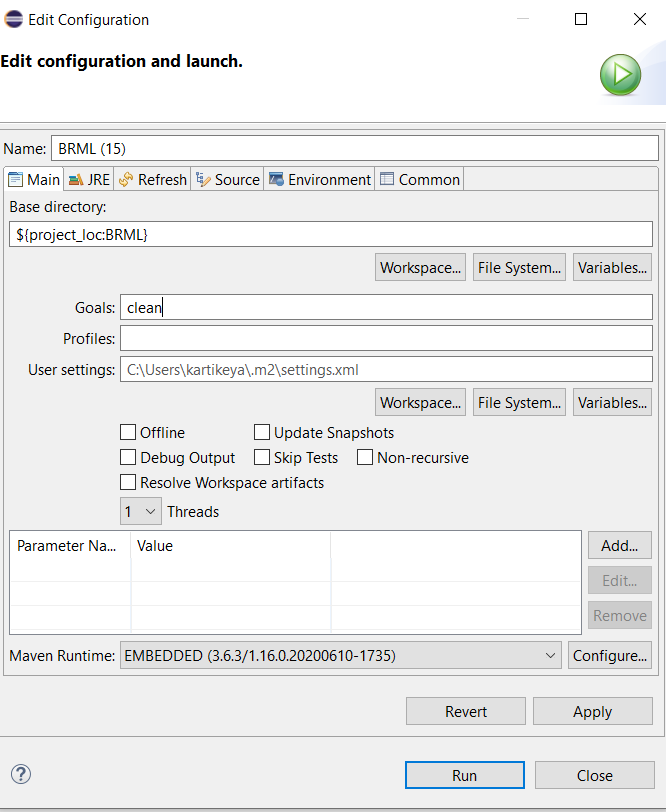 Edit Configuration
Edit configuration and launch.
Name: BRML (15)
Main JRE Refresh Source Environment Common
Base directory:
${project_loc:BRML}
Workspace... File System... Variables...
Goals: clean
Profiles:
User settings: C:\Users\kartikeya\.m2\settings.xml
Workspace... File System... Variables...
Offline Update Snapshots
Debug Output Skip Tests Non-recursive
Resolve Workspace artifacts
1 Threads
Parameter Na... Value Add...
Edit...
Remove
Maven Runtime: EMBEDDED (3.6.3/1.16.0.20200610-1735) Configure...
Revert Apply
? Run Close